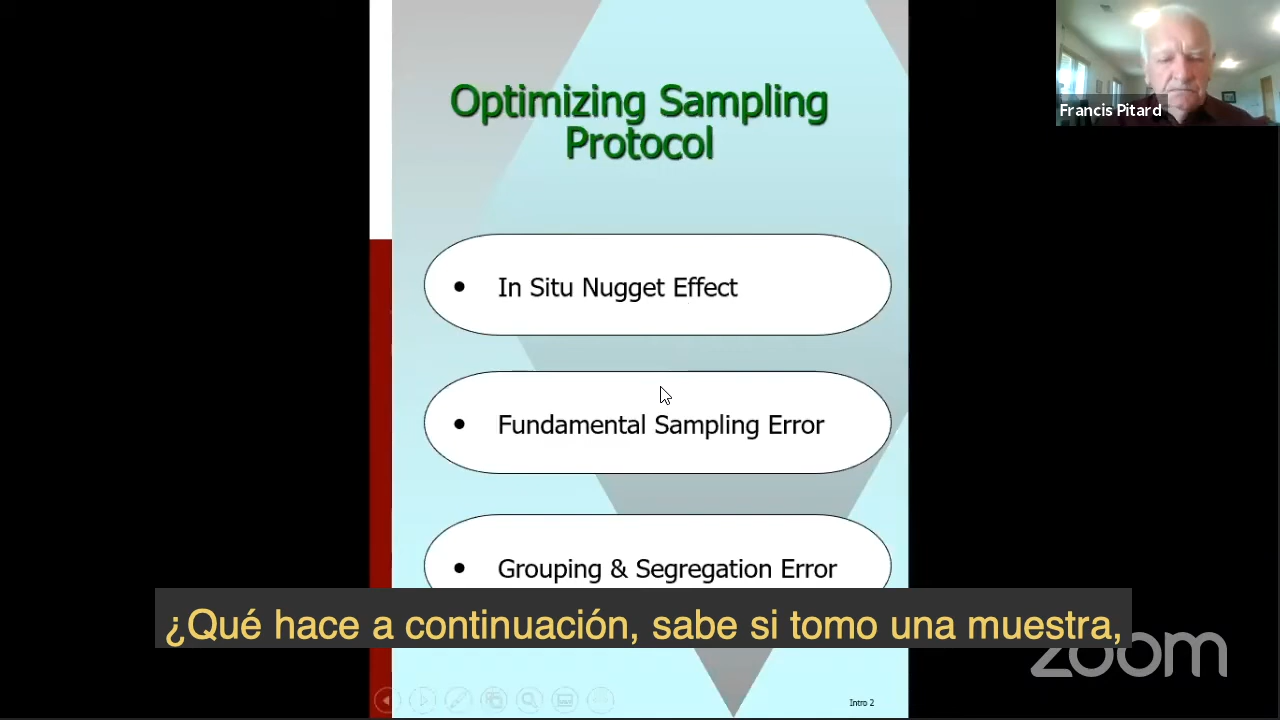 Optimizing Sampling
Protocol
Francis Pitard
• In Situ Nugget Effect
• Fundamental Sampling Error
• Grouping & Segregation Error
¿Qué hace a continuación, sabe si tomo una muestra,
zoom
Intro 2